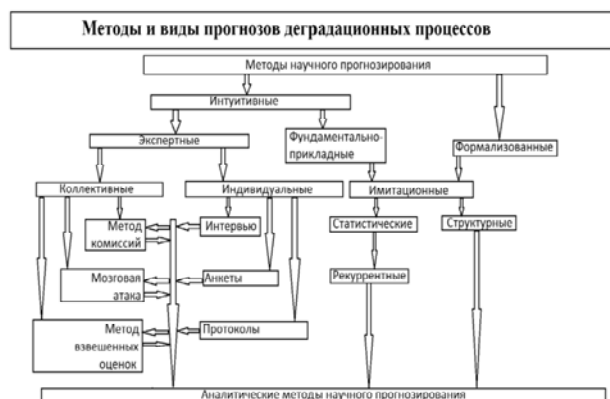 Методы и виды прогнозов деградационных процессов
Методы научного прогнозирования
Интуитивные
Экспертные
Фундаментально-
прикладные
Формализованные
Коллективные
Индивидуальные
Имитационные
Метод
комиссий
Интервью
Статистические
Структурные
Мозговая
атака
Анкеты
Рекуррентные
Метод
взвешенных
оценок
Протоколы
Аналитические методы научного прогнозирования